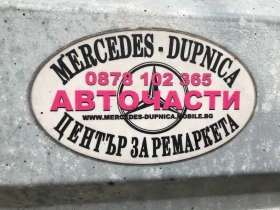 MERCEDES - DUPNICA
0878 102 365
АВТОЧАСТИ
WWW.MERCEDES-DUPNICA.MOBILE.BG
ЦЕНТЪР ЗА РЕМАРКЕТА